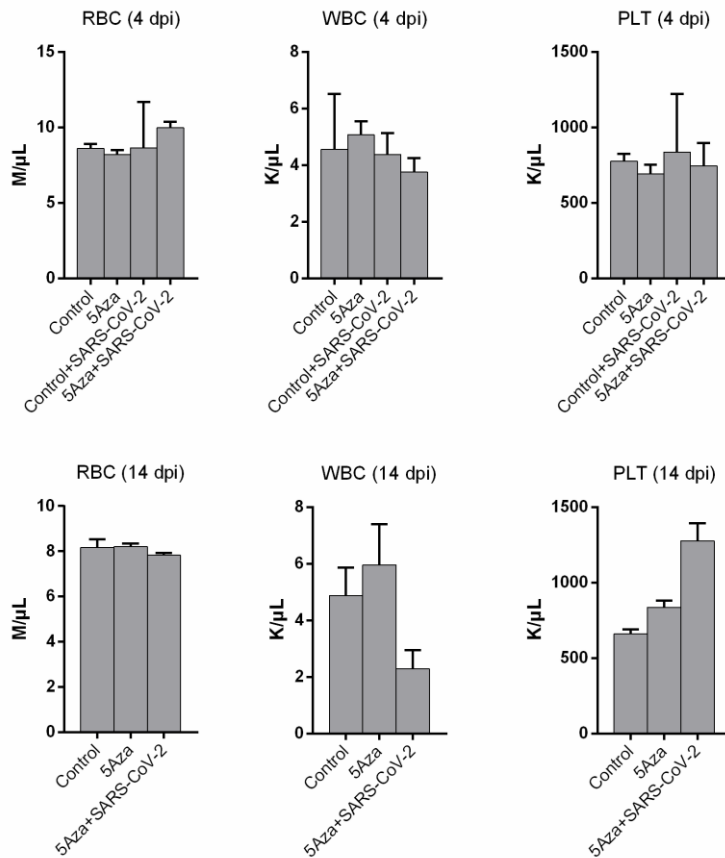 RBC (4 dpi)
15
10
5
0
M/μL
Control
5Aza
Control+SARS-CoV-2
5Aza+SARS-CoV-2
WBC (4 dpi)
8
6
4
2
0
K/μL
Control
5Aza
Control+SARS-CoV-2
5Aza+SARS-CoV-2
PLT (4 dpi)
1500
1000
500
0
K/μL
Control
5Aza
Control+SARS-CoV-2
5Aza+SARS-CoV-2
RBC (14 dpi)
10
8
6
4
2
0
M/μL
Control
5Aza
5Aza+SARS-CoV-2
WBC (14 dpi)
8
6
4
2
0
K/μL
Control
5Aza
5Aza+SARS-CoV-2
PLT (14 dpi)
1500
1000
500
0
K/μL
Control
5Aza
5Aza+SARS-CoV-2